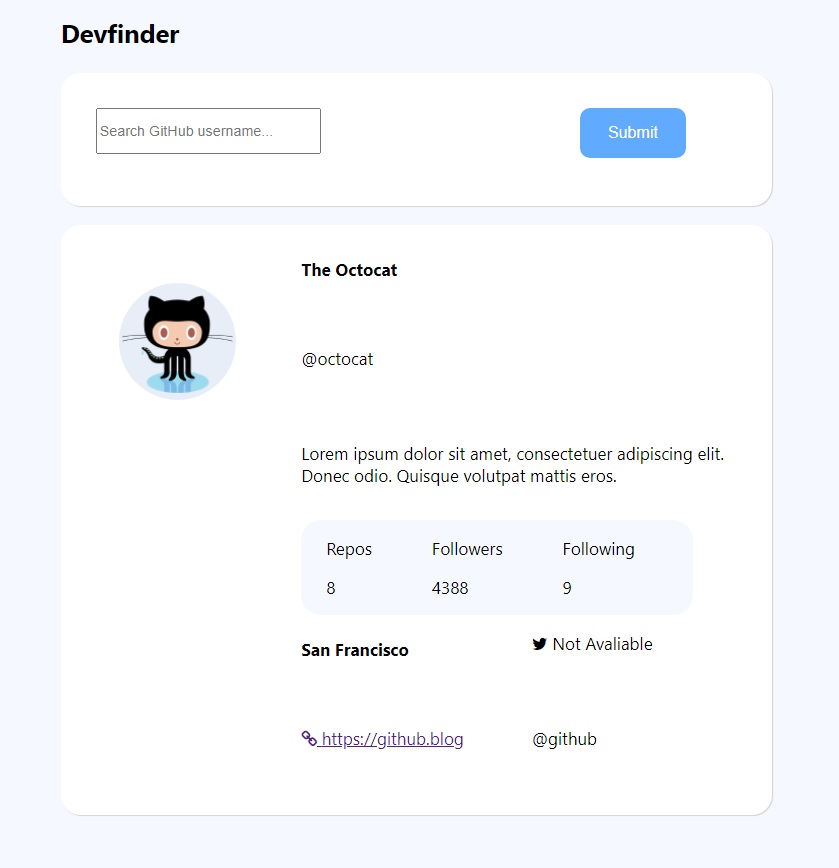 Devfinder
Search GitHub username...
Submit
The Octocat
@octocat
Lorem ipsum dolor sit amet, consectetuer adipiscing elit.
Donec odio. Quisque volutpat mattis eros.
Repos Followers Following
8 4388 9
San Francisco
Not Avaliable
https://github.blog
@github